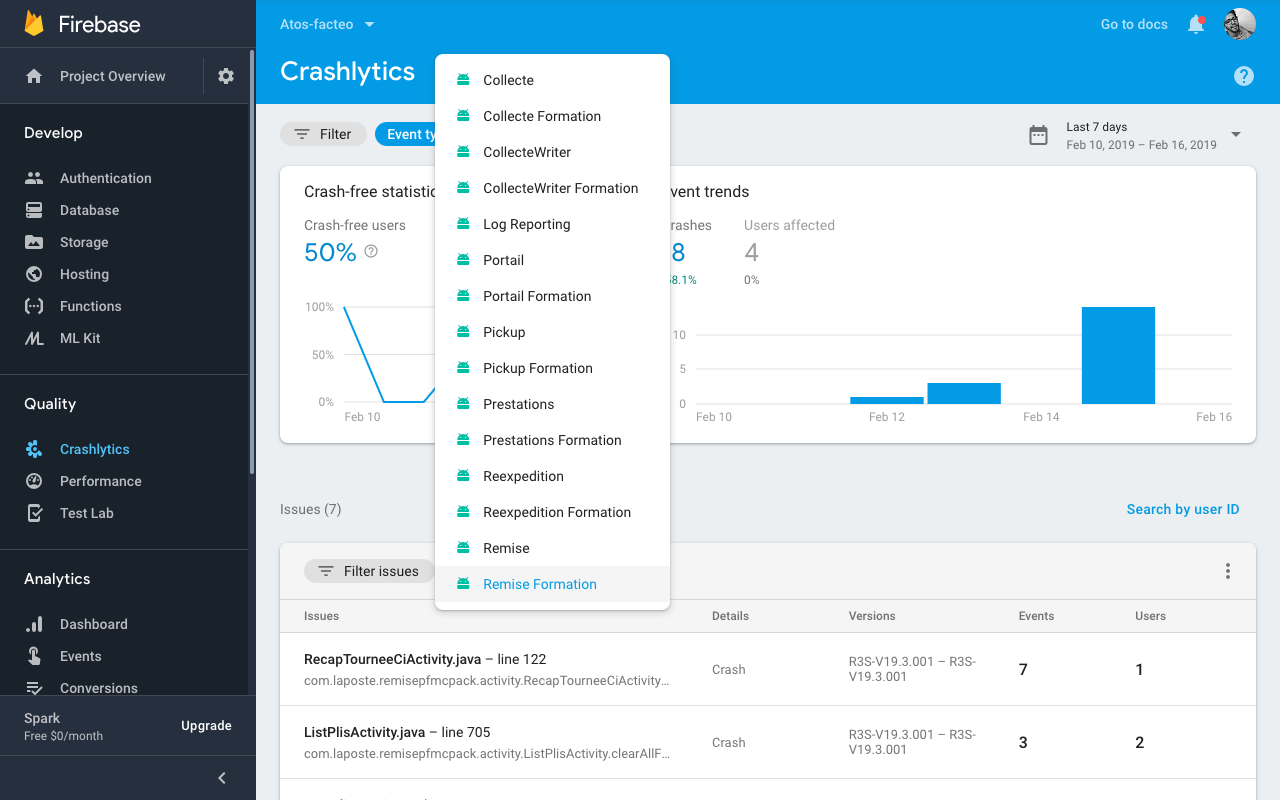 Firebase
Project Overview
Develop
Authentication
Database
Storage
Hosting
Functions
ML Kit
Quality
Crashlytics
Performance
Test Lab
Analytics
Dashboard
Events
Conversions
Spark
Free $0/month
Upgrade
Atos-facteo
Go to docs
Crashlytics
Filter
Event ty
Last 7 days
Feb 10, 2019 – Feb 16, 2019
Collecte
Collecte Formation
CollecteWriter
CollecteWriter Formation
Log Reporting
Portail
Portail Formation
Pickup
Pickup Formation
Prestations
Prestations Formation
Reexpedition
Reexpedition Formation
Remise
Remise Formation
Crash-free statistic
Crash-free users
50%
100%
50%
0%
Feb 10
vent trends
rashes
8
58.1%
Users affected
4
0%
10
5
0
Feb 10
Feb 12
Feb 14
Feb 16
Issues (7)
Search by user ID
Filter issues
Issues Details Versions Events Users
RecapTourneeCiActivity.java – line 122
com.laposte.remisepfmcpack.activity.RecapTourneeCiActivity…
Crash
R3S-V19.3.001 – R3S-
V19.3.001
7
1
ListPlisActivity.java – line 705
com.laposte.remisepfmcpack.activity.ListPlisActivity.clearAllF…
Crash
R3S-V19.3.001 – R3S-
V19.3.001
3
2